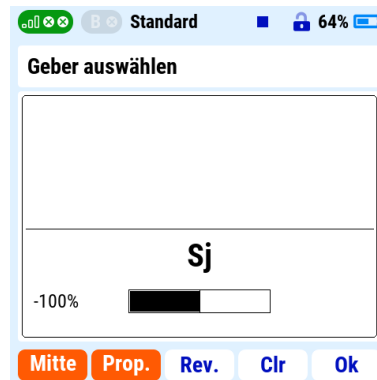 B Standard 64%
Geber auswählen
Sj
-100%
Mitte Prop. Rev. Clr Ok